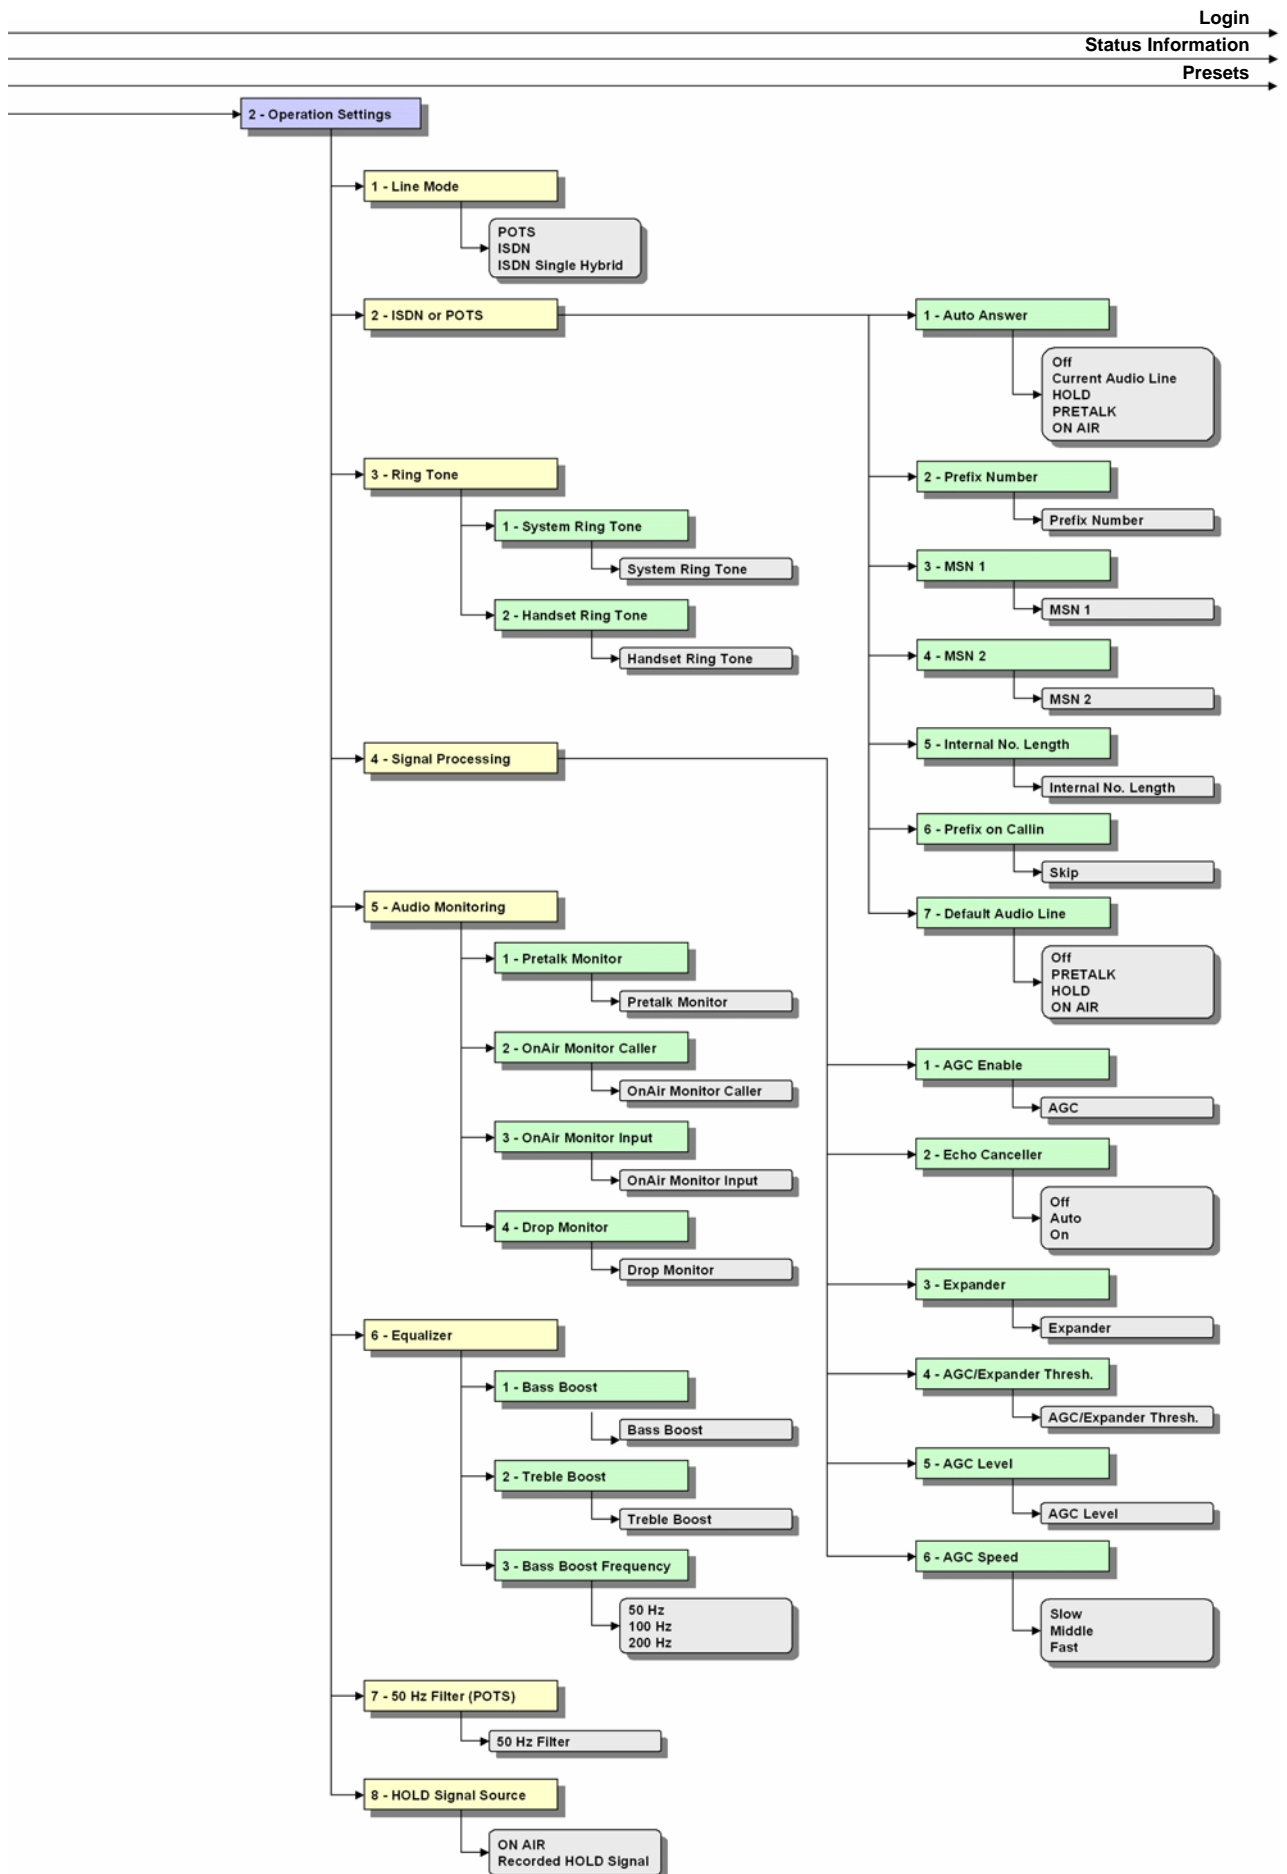 Login
Status Information
Presets
2 - Operation Settings
1 - Line Mode
POTS
ISDN
ISDN Single Hybrid
2 - ISDN or POTS
1 - Auto Answer
Off
Current Audio Line
HOLD
PRETALK
ON AIR
2 - Prefix Number
Prefix Number
3 - MSN 1
MSN 1
4 - MSN 2
MSN 2
5 - Internal No. Length
Internal No. Length
6 - Prefix on Callin
Skip
7 - Default Audio Line
Off
PRETALK
HOLD
ON AIR
3 - Ring Tone
1 - System Ring Tone
System Ring Tone
2 - Handset Ring Tone
Handset Ring Tone
4 - Signal Processing
1 - AGC Enable
AGC
2 - Echo Canceller
Off
Auto
On
3 - Expander
Expander
4 - AGC/Expander Thresh.
AGC/Expander Thresh.
5 - AGC Level
AGC Level
6 - AGC Speed
Slow
Middle
Fast
5 - Audio Monitoring
1 - Pretalk Monitor
Pretalk Monitor
2 - OnAir Monitor Caller
OnAir Monitor Caller
3 - OnAir Monitor Input
OnAir Monitor Input
4 - Drop Monitor
Drop Monitor
6 - Equalizer
1 - Bass Boost
Bass Boost
2 - Treble Boost
Treble Boost
3 - Bass Boost Frequency
50 Hz
100 Hz
200 Hz
7 - 50 Hz Filter (POTS)
50 Hz Filter
8 - HOLD Signal Source
ON AIR
Recorded HOLD Signal